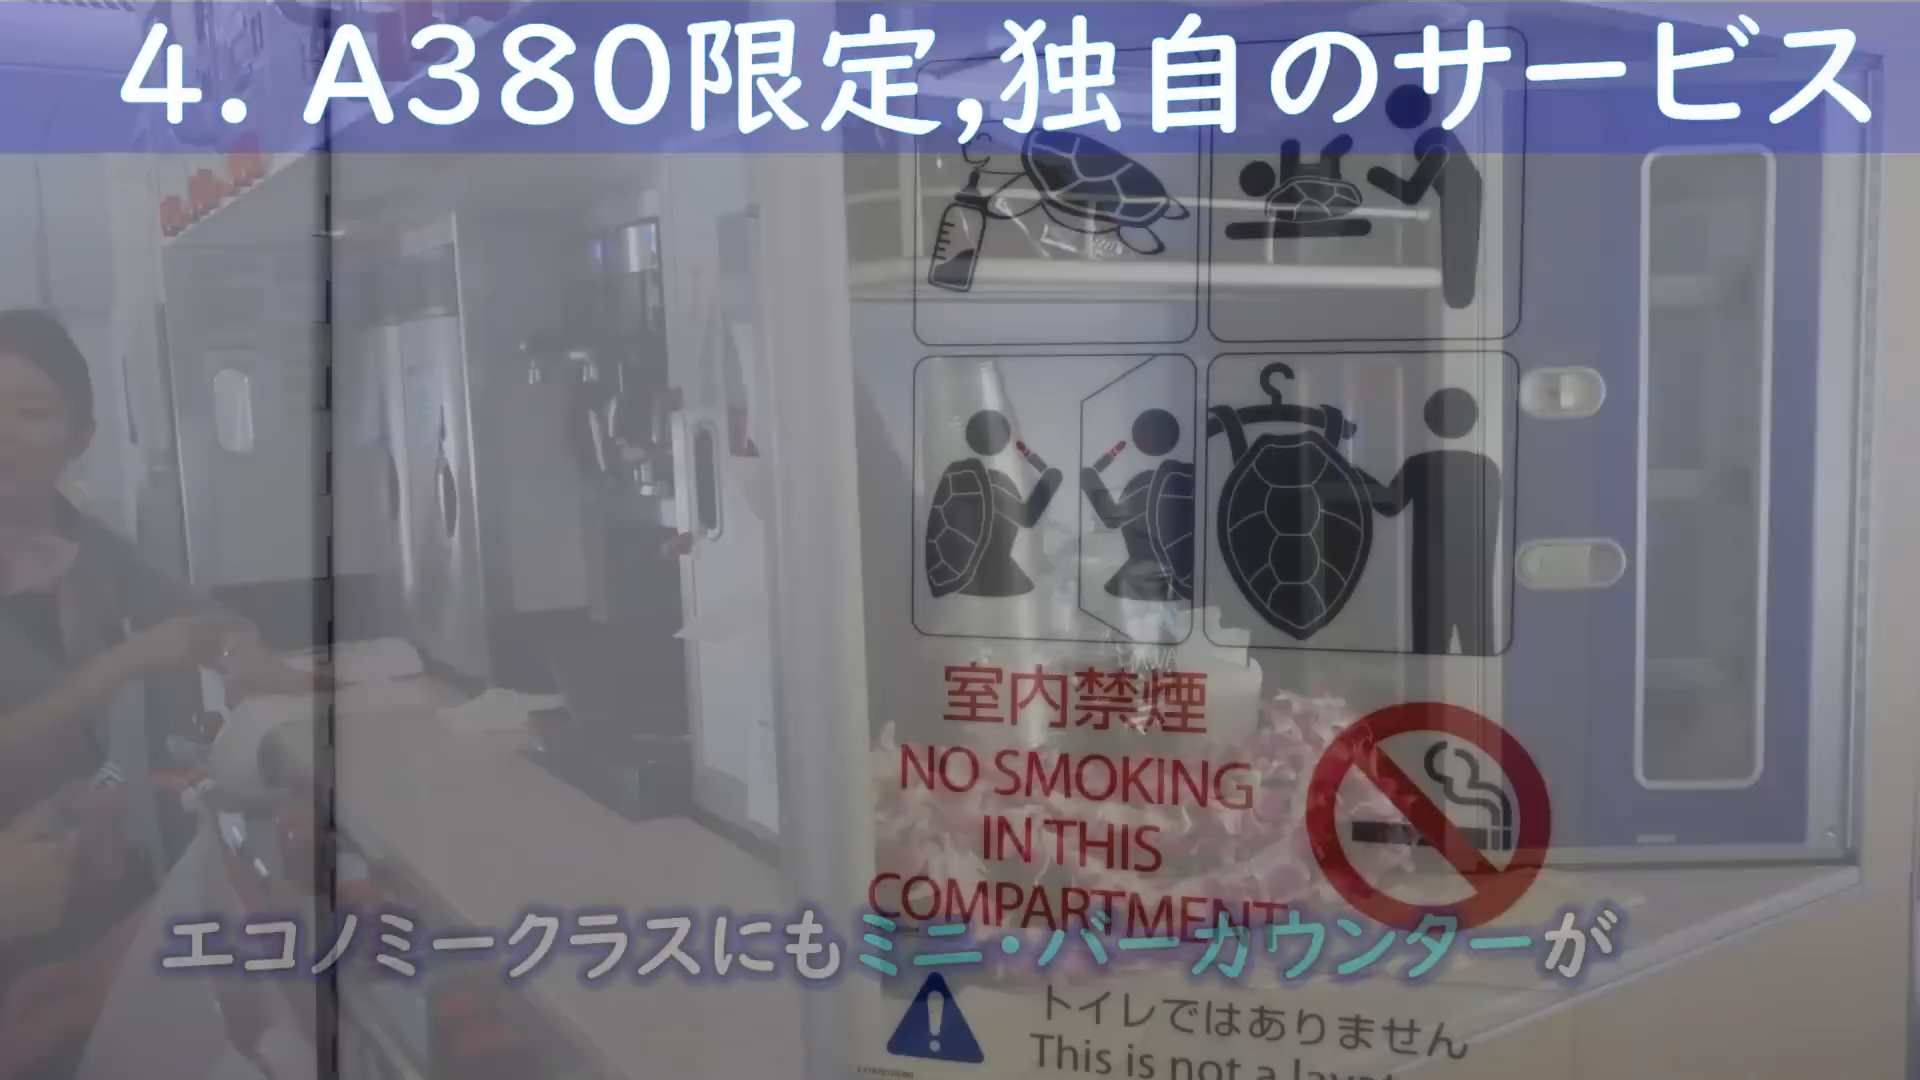 4. A380限定,独自のサービス
室内禁煙
NO SMOKING
IN THIS
COMPARTMENT
エコノミークラスにもミニ・バーカウンターが
トイレではありません
This is not a